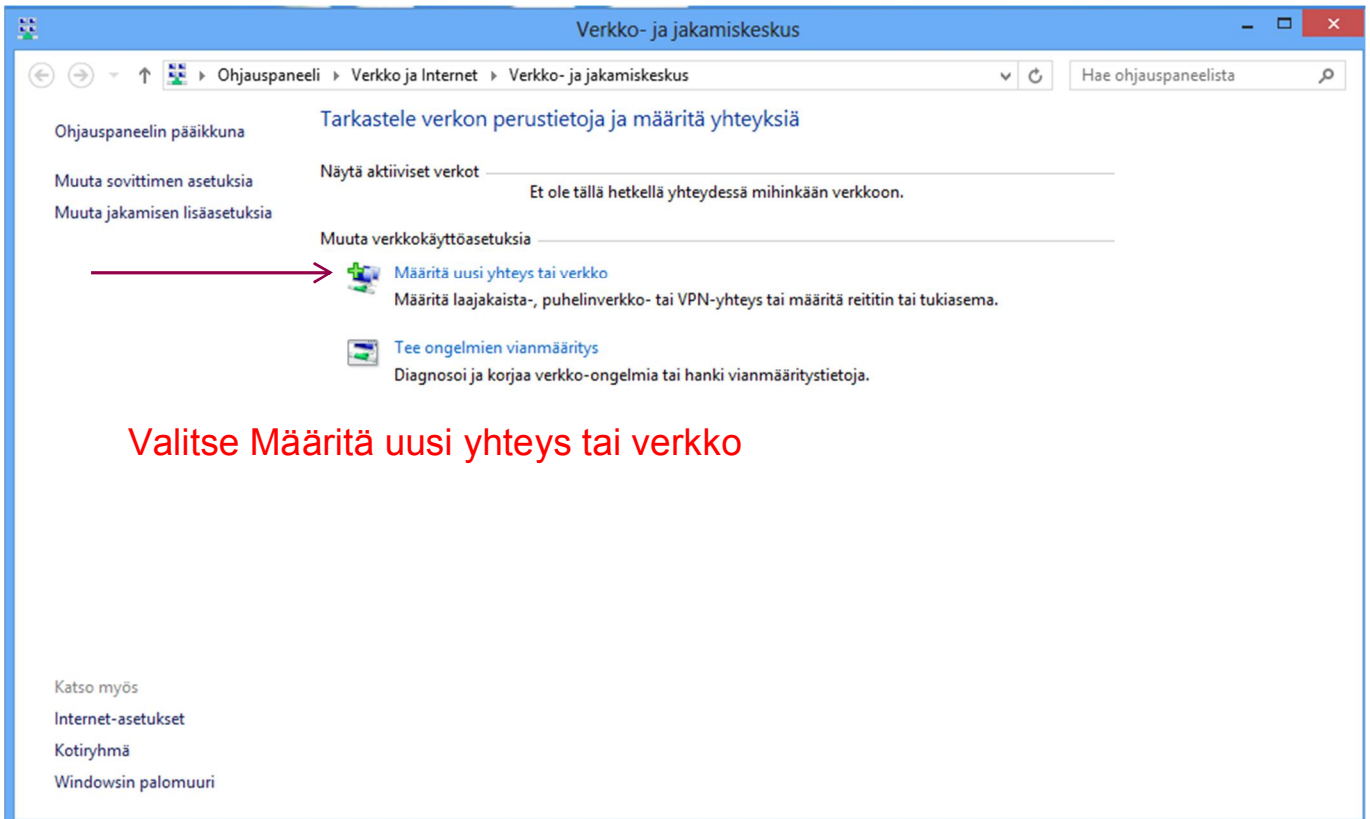 Verkko- ja jakamiskeskus
Ohjauspaneeli Verkko ja Internet Verkko- ja jakamiskeskus
Hae ohjauspaneelista
Ohjauspaneelin pääikkuna
Muuta sovittimen asetuksia
Muuta jakamisen lisäasetuksia
Tarkastele verkon perustietoja ja määritä yhteyksiä
Näytä aktiiviset verkot
Et ole tällä hetkellä yhteydessä mihinkään verkkoon.
Muuta verkkokäyttöasetuksia
Määritä uusi yhteys tai verkko
Määritä laajakaista-, puhelinverkko- tai VPN-yhteys tai määritä reititin tai tukiasema.
Tee ongelmien vianmääritys
Diagnosoi ja korjaa verkko-ongelmia tai hanki vianmääritystietoja.
Valitse Määritä uusi yhteys tai verkko
Katso myös
Internet-asetukset
Kotiryhmä
Windowsin palomuuri